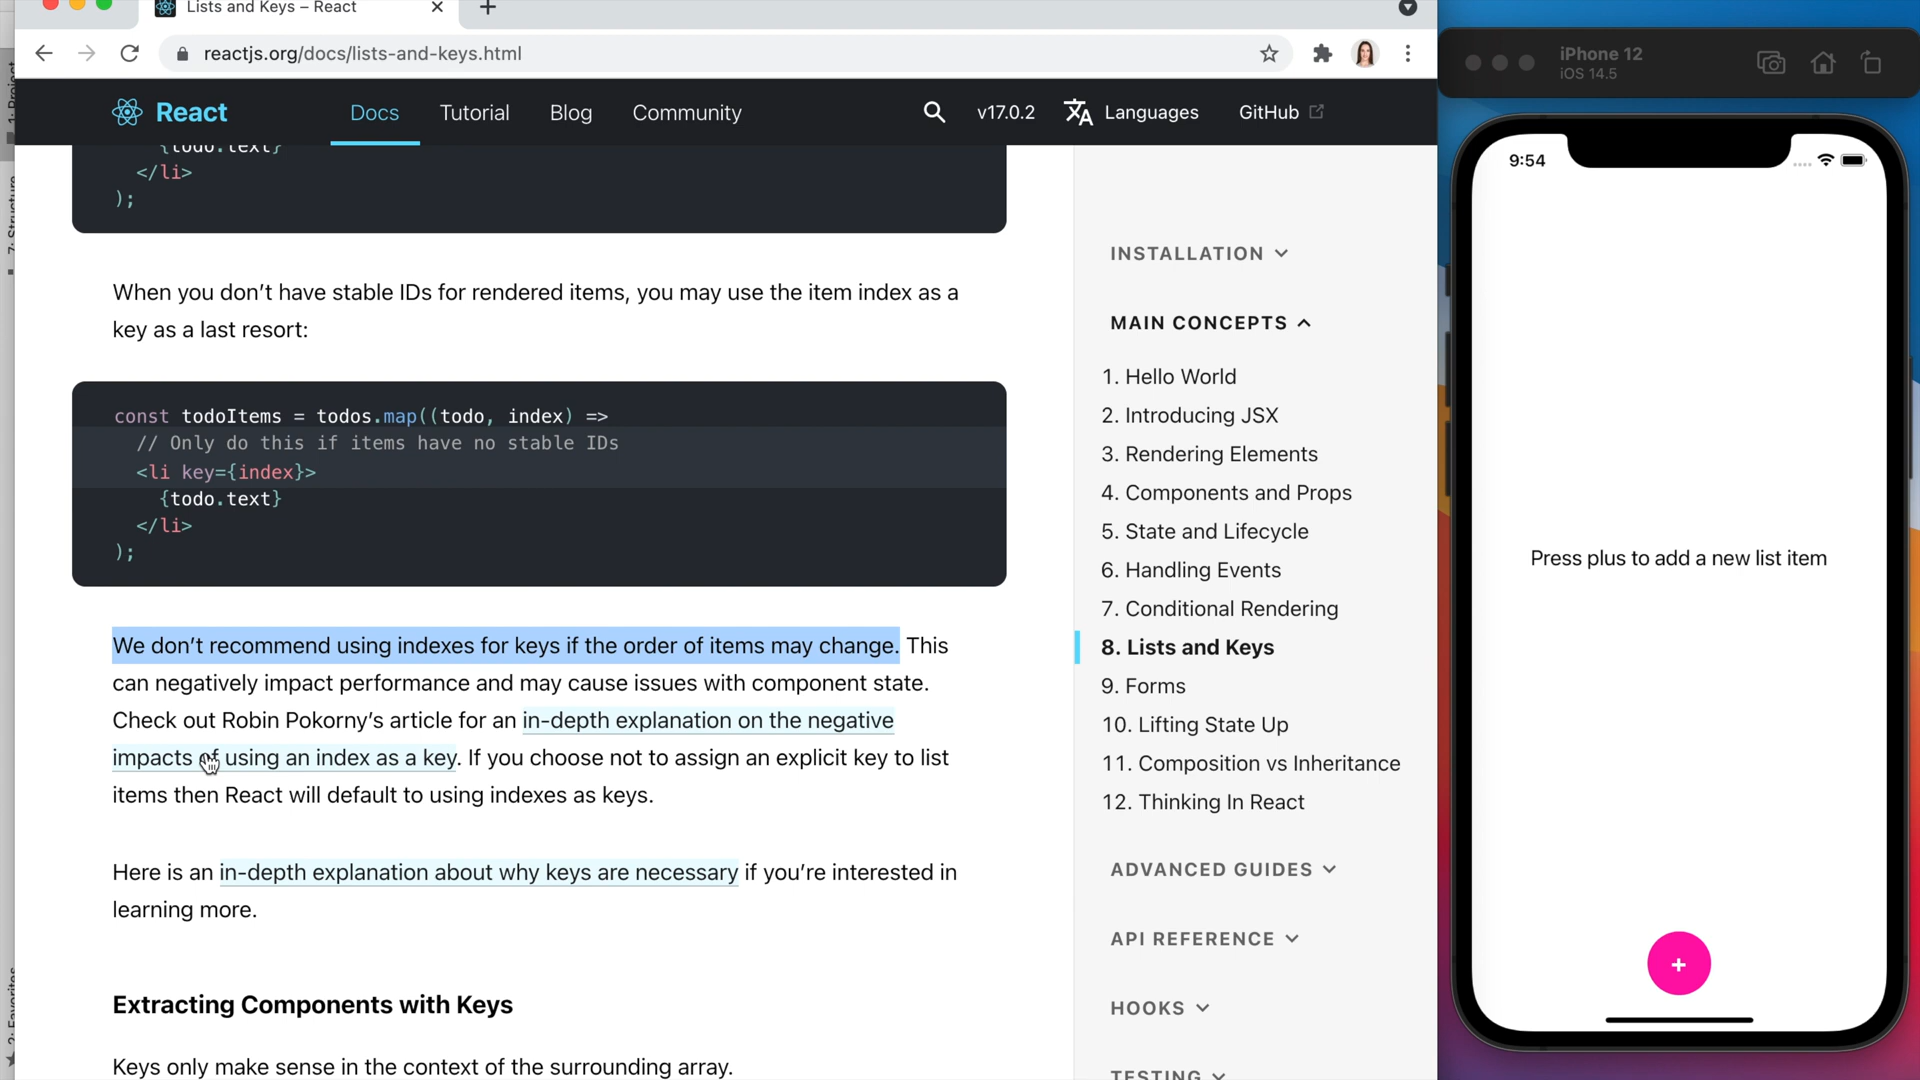 Lists and Keys – React
reactjs.org/docs/lists-and-keys.html
React
Docs
Tutorial
Blog
Community
v17.0.2
Languages
GitHub
{todo.text}
</li>
);
When you don’t have stable IDs for rendered items, you may use the item index as a
key as a last resort:
const todoItems = todos.map((todo, index) =>
// Only do this if items have no stable IDs
<li key={index}>
{todo.text}
</li>
);
We don’t recommend using indexes for keys if the order of items may change. This
can negatively impact performance and may cause issues with component state.
Check out Robin Pokorny’s article for an in-depth explanation on the negative
impacts of using an index as a key. If you choose not to assign an explicit key to list
items then React will default to using indexes as keys.
Here is an in-depth explanation about why keys are necessary if you’re interested in
learning more.
Extracting Components with Keys
Keys only make sense in the context of the surrounding array.
INSTALLATION
MAIN CONCEPTS
1. Hello World
2. Introducing JSX
3. Rendering Elements
4. Components and Props
5. State and Lifecycle
6. Handling Events
7. Conditional Rendering
8. Lists and Keys
9. Forms
10. Lifting State Up
11. Composition vs Inheritance
12. Thinking In React
ADVANCED GUIDES
API REFERENCE
HOOKS
TESTING
1: Project
7: Structure
2: Favorites
iPhone 12
iOS 14.5
9:54
Press plus to add a new list item
+